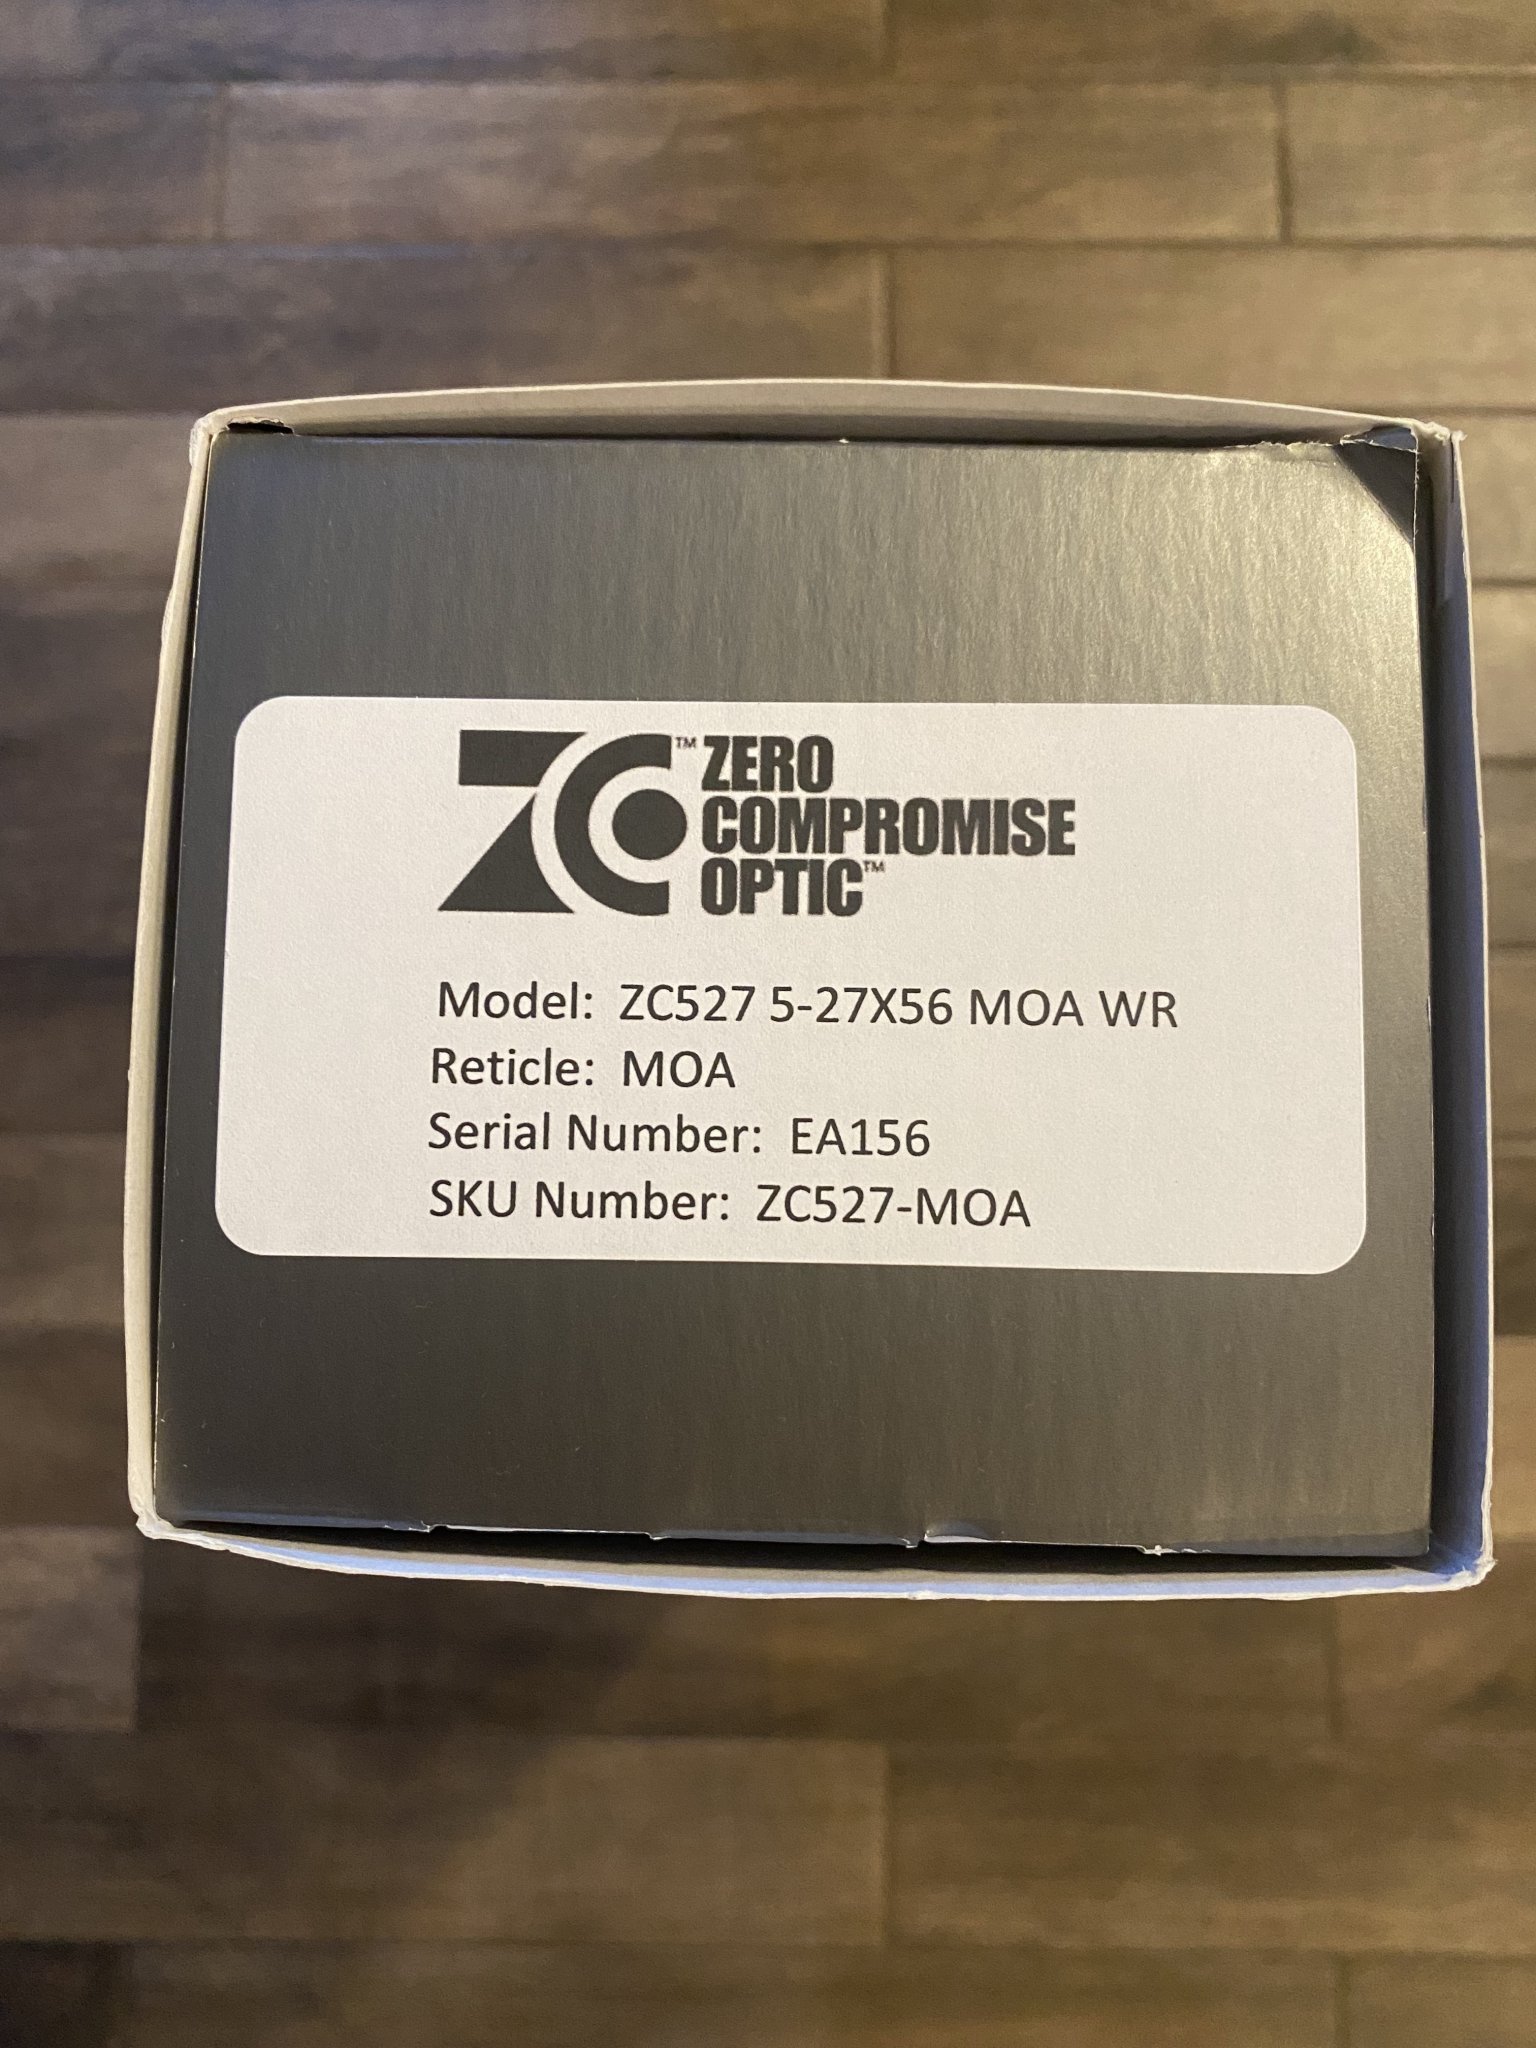 ZC™ ZERO
COMPROMISE
OPTIC™
Model: ZC527 5-27X56 MOA WR
Reticle: MOA
Serial Number: EA156
SKU Number: ZC527-MOA